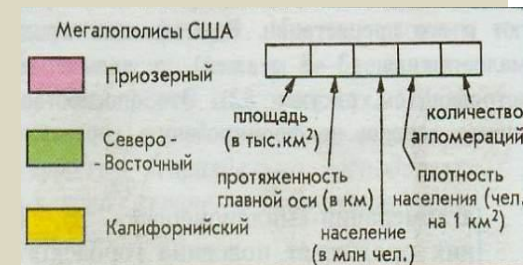 Мегалополисы США
Приозерный
Северо-
-Восточный
Калифорнийский
площадь
(в тыс.км²)
протяженность
главной оси (в км)
население
(в млн чел.)
количество
агломераций
плотность
населения (чел.
на 1 км²)